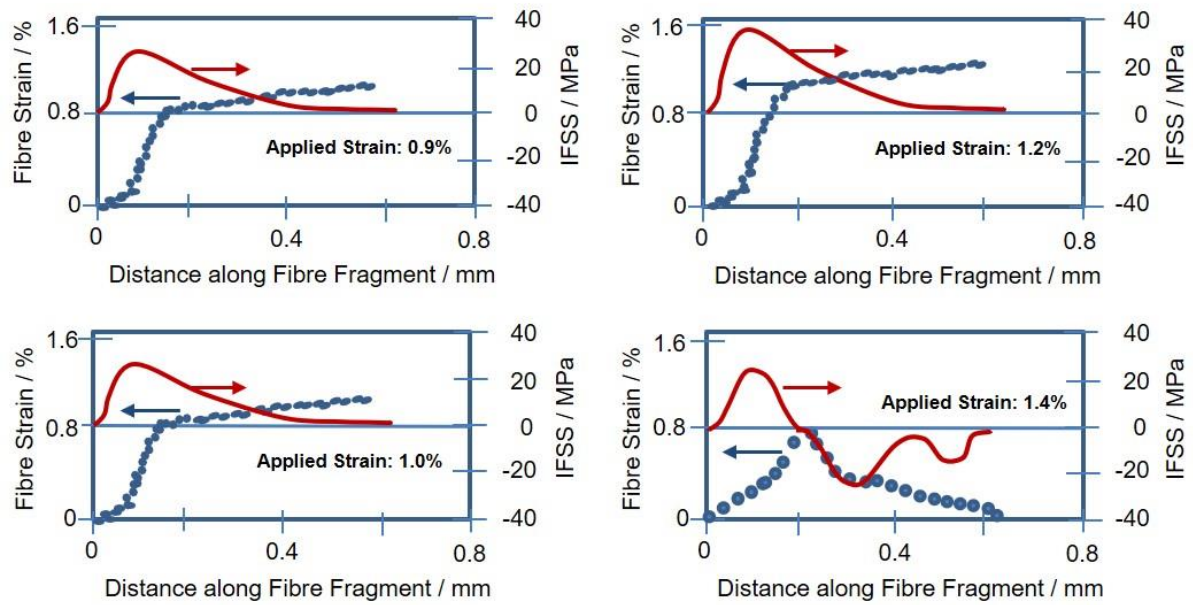 Fibre Strain / %
1.6
0.8
0
40
20
0
-20
-40
IFSS / MPa
Applied Strain: 0.9%
0
0.4
0.8
Distance along Fibre Fragment / mm
Fibre Strain / %
1.6
0.8
0
40
20
0
-20
-40
IFSS / MPa
Applied Strain: 1.2%
0
0.4
0.8
Distance along Fibre Fragment / mm
Fibre Strain / %
1.6
0.8
0
40
20
0
-20
-40
IFSS / MPa
Applied Strain: 1.0%
0
0.4
0.8
Distance along Fibre Fragment / mm
Fibre Strain / %
1.6
0.8
0
40
20
0
-20
-40
IFSS / MPa
Applied Strain: 1.4%
0
0.4
0.8
Distance along Fibre Fragment / mm